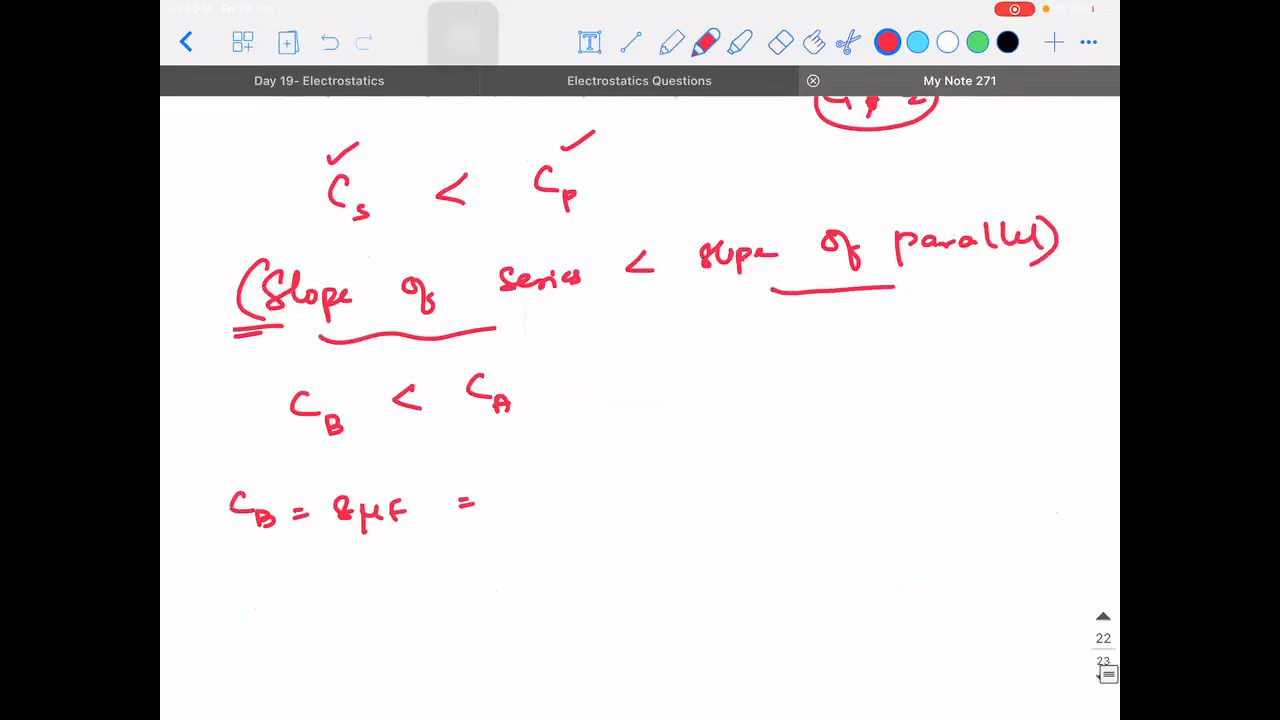 Day 19- Electrostatics
Electrostatics Questions
My Note 271
Cs < Cp
(Slope of series < slope of parallel)
CB < CA
CB = 8μF =
22
23